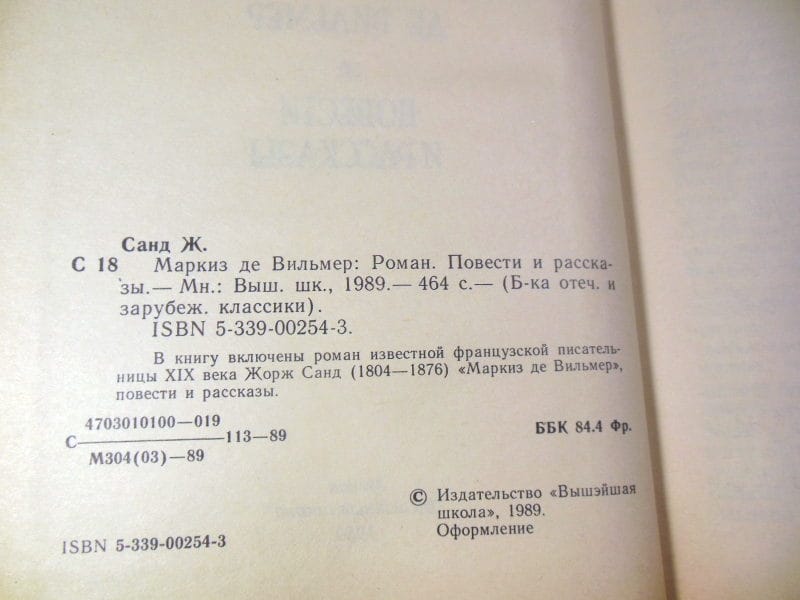 Санд Ж.
С 18 Маркиз де Вильмер: Роман. Повести и расска-
зы.— Мн.: Выш. шк., 1989.— 464 с.— (Б-ка отеч. и
зарубеж. классики).
ISBN 5-339-00254-3.
В книгу включены роман известной французской писатель-
ницы XIX века Жорж Санд (1804—1876) «Маркиз де Вильмер»,
повести и рассказы.
4703010100—019
С————————113—89
М304(03)—89
ББК 84.4 Фр.
© Издательство «Вышэйшая
школа», 1989.
Оформление
ISBN 5-339-00254-3